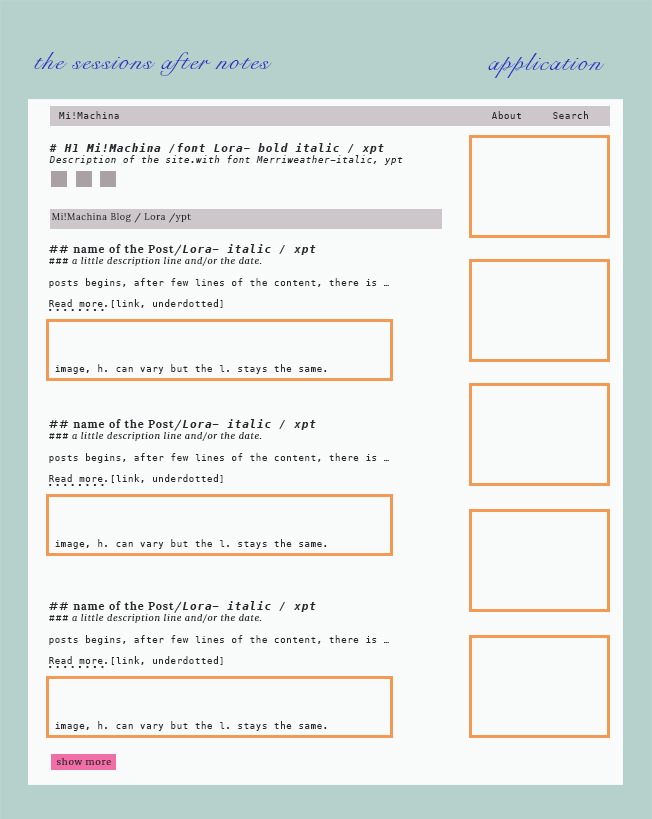 the sessions after notes
application
Mi!Machina About Search
# H1 Mi!Machina /font Lora- bold italic / xpt
Description of the site.with font Merriweather-italic, ypt
Mi!Machina Blog / Lora /ypt
## name of the Post/Lora- italic / xpt
### a little description line and/or the date.
posts begins, after few lines of the content, there is …
Read more.[link, underdotted]
image, h. can vary but the l. stays the same.
## name of the Post/Lora- italic / xpt
### a little description line and/or the date.
posts begins, after few lines of the content, there is …
Read more.[link, underdotted]
image, h. can vary but the l. stays the same.
## name of the Post/Lora- italic / xpt
### a little description line and/or the date.
posts begins, after few lines of the content, there is …
Read more.[link, underdotted]
image, h. can vary but the l. stays the same.
show more